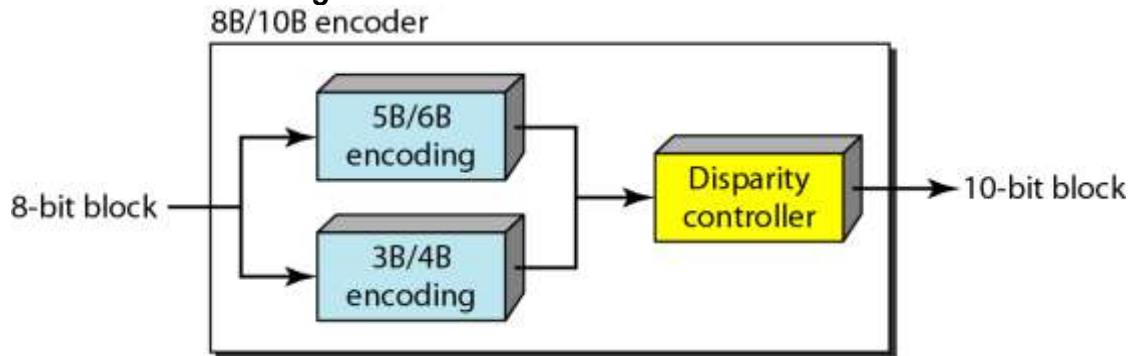 8B/10B encoder
5B/6B
encoding
8-bit block
3B/4B
encoding
Disparity
controller
10-bit block